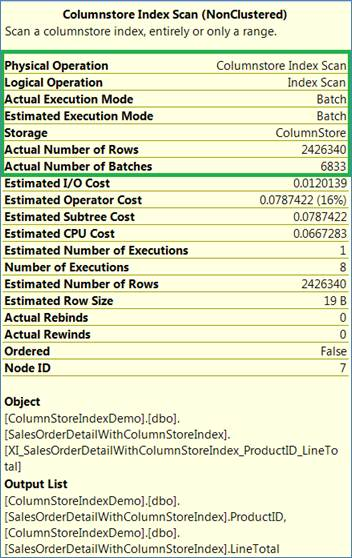 Columnstore Index Scan (NonClustered)
Scan a columnstore index, entirely or only a range.
Physical Operation Columnstore Index Scan
Logical Operation Index Scan
Actual Execution Mode Batch
Estimated Execution Mode Batch
Storage ColumnStore
Actual Number of Rows 2426340
Actual Number of Batches 6833
Estimated I/O Cost 0.0120139
Estimated Operator Cost 0.0787422 (16%)
Estimated Subtree Cost 0.0787422
Estimated CPU Cost 0.0667283
Estimated Number of Executions 1
Number of Executions 8
Estimated Number of Rows 2426340
Estimated Row Size 19 B
Actual Rebinds 0
Actual Rewinds 0
Ordered False
Node ID 7
Object
[ColumnStoreIndexDemo].[dbo].
[SalesOrderDetailWithColumnStoreIndex].
[XI_SalesOrderDetailWithColumnStoreIndex_ProductID_LineTo
tal]
Output List
[ColumnStoreIndexDemo].[dbo].
[SalesOrderDetailWithColumnStoreIndex].ProductID,
[ColumnStoreIndexDemo].[dbo].
[SalesOrderDetailWithColumnStoreIndex].LineTotal